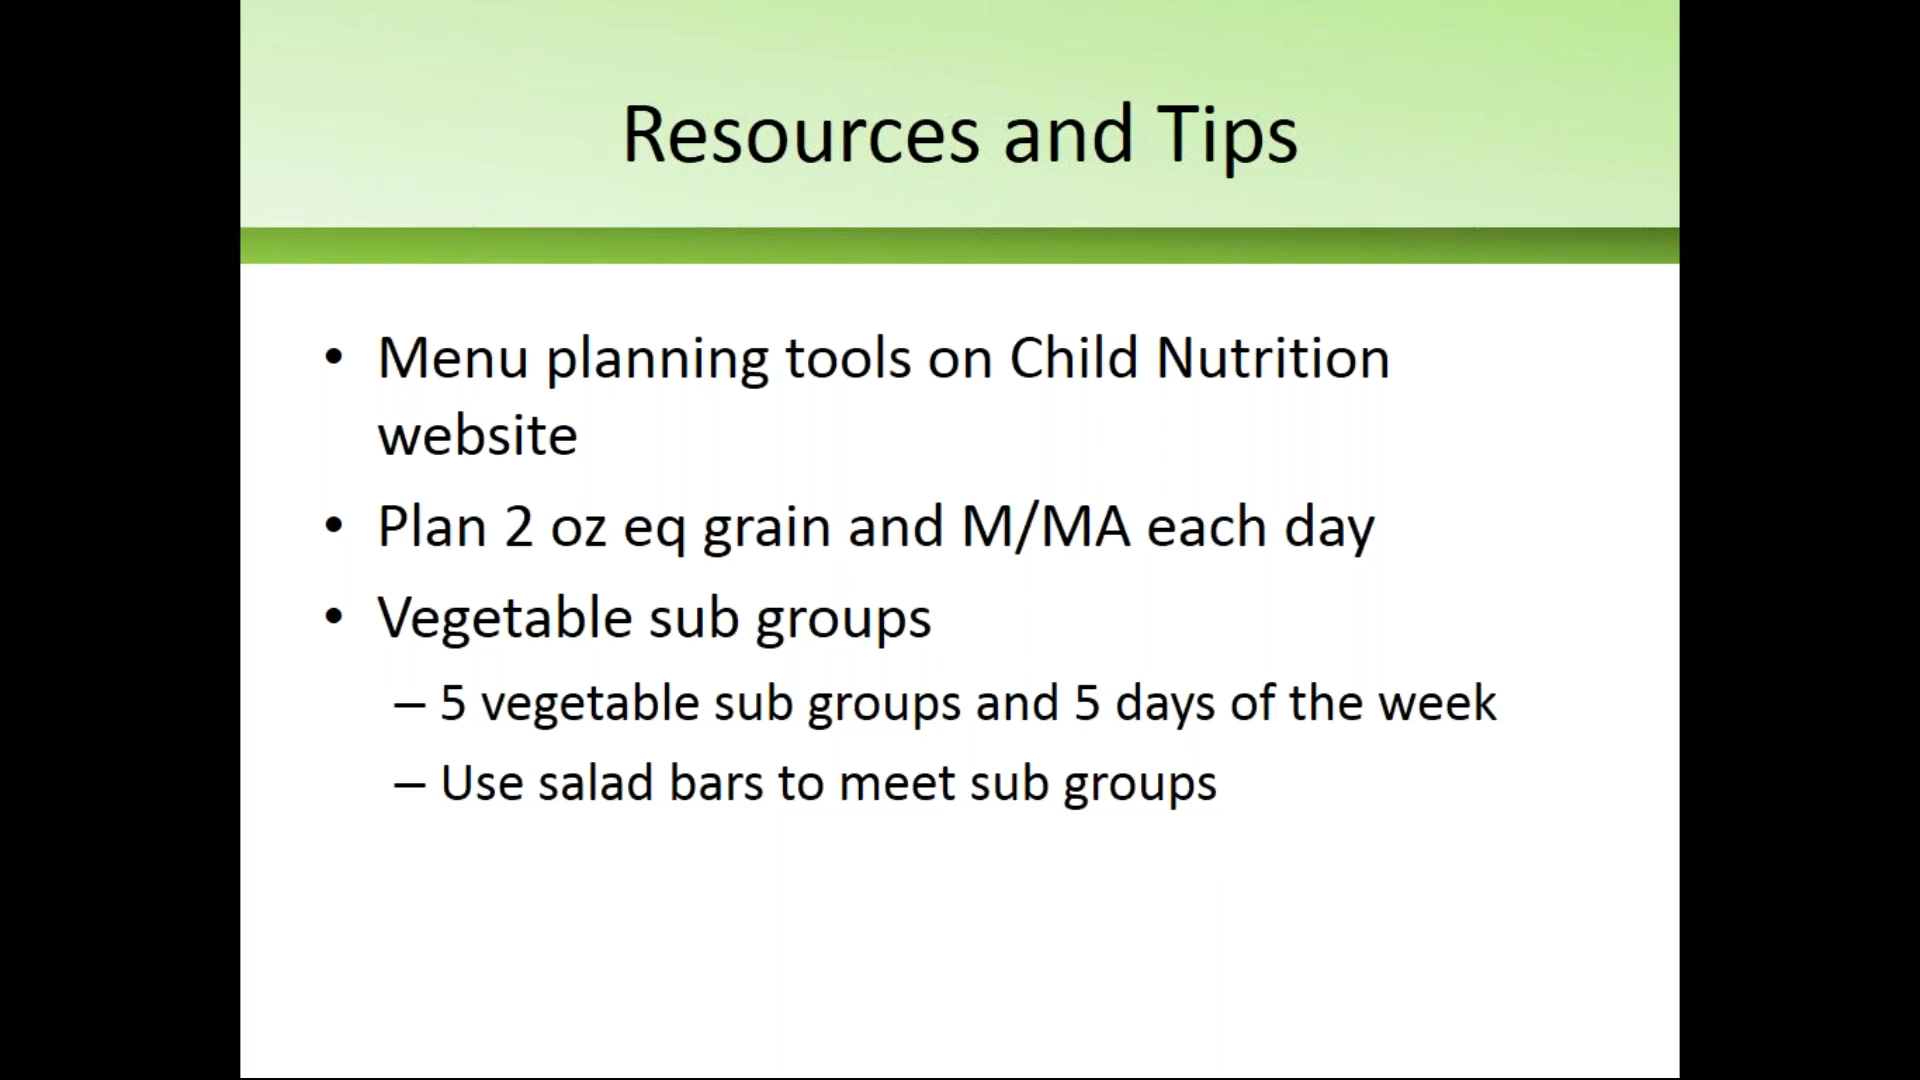 Resources and Tips
• Menu planning tools on Child Nutrition
website
• Plan 2 oz eq grain and M/MA each day
• Vegetable sub groups
– 5 vegetable sub groups and 5 days of the week
– Use salad bars to meet sub groups